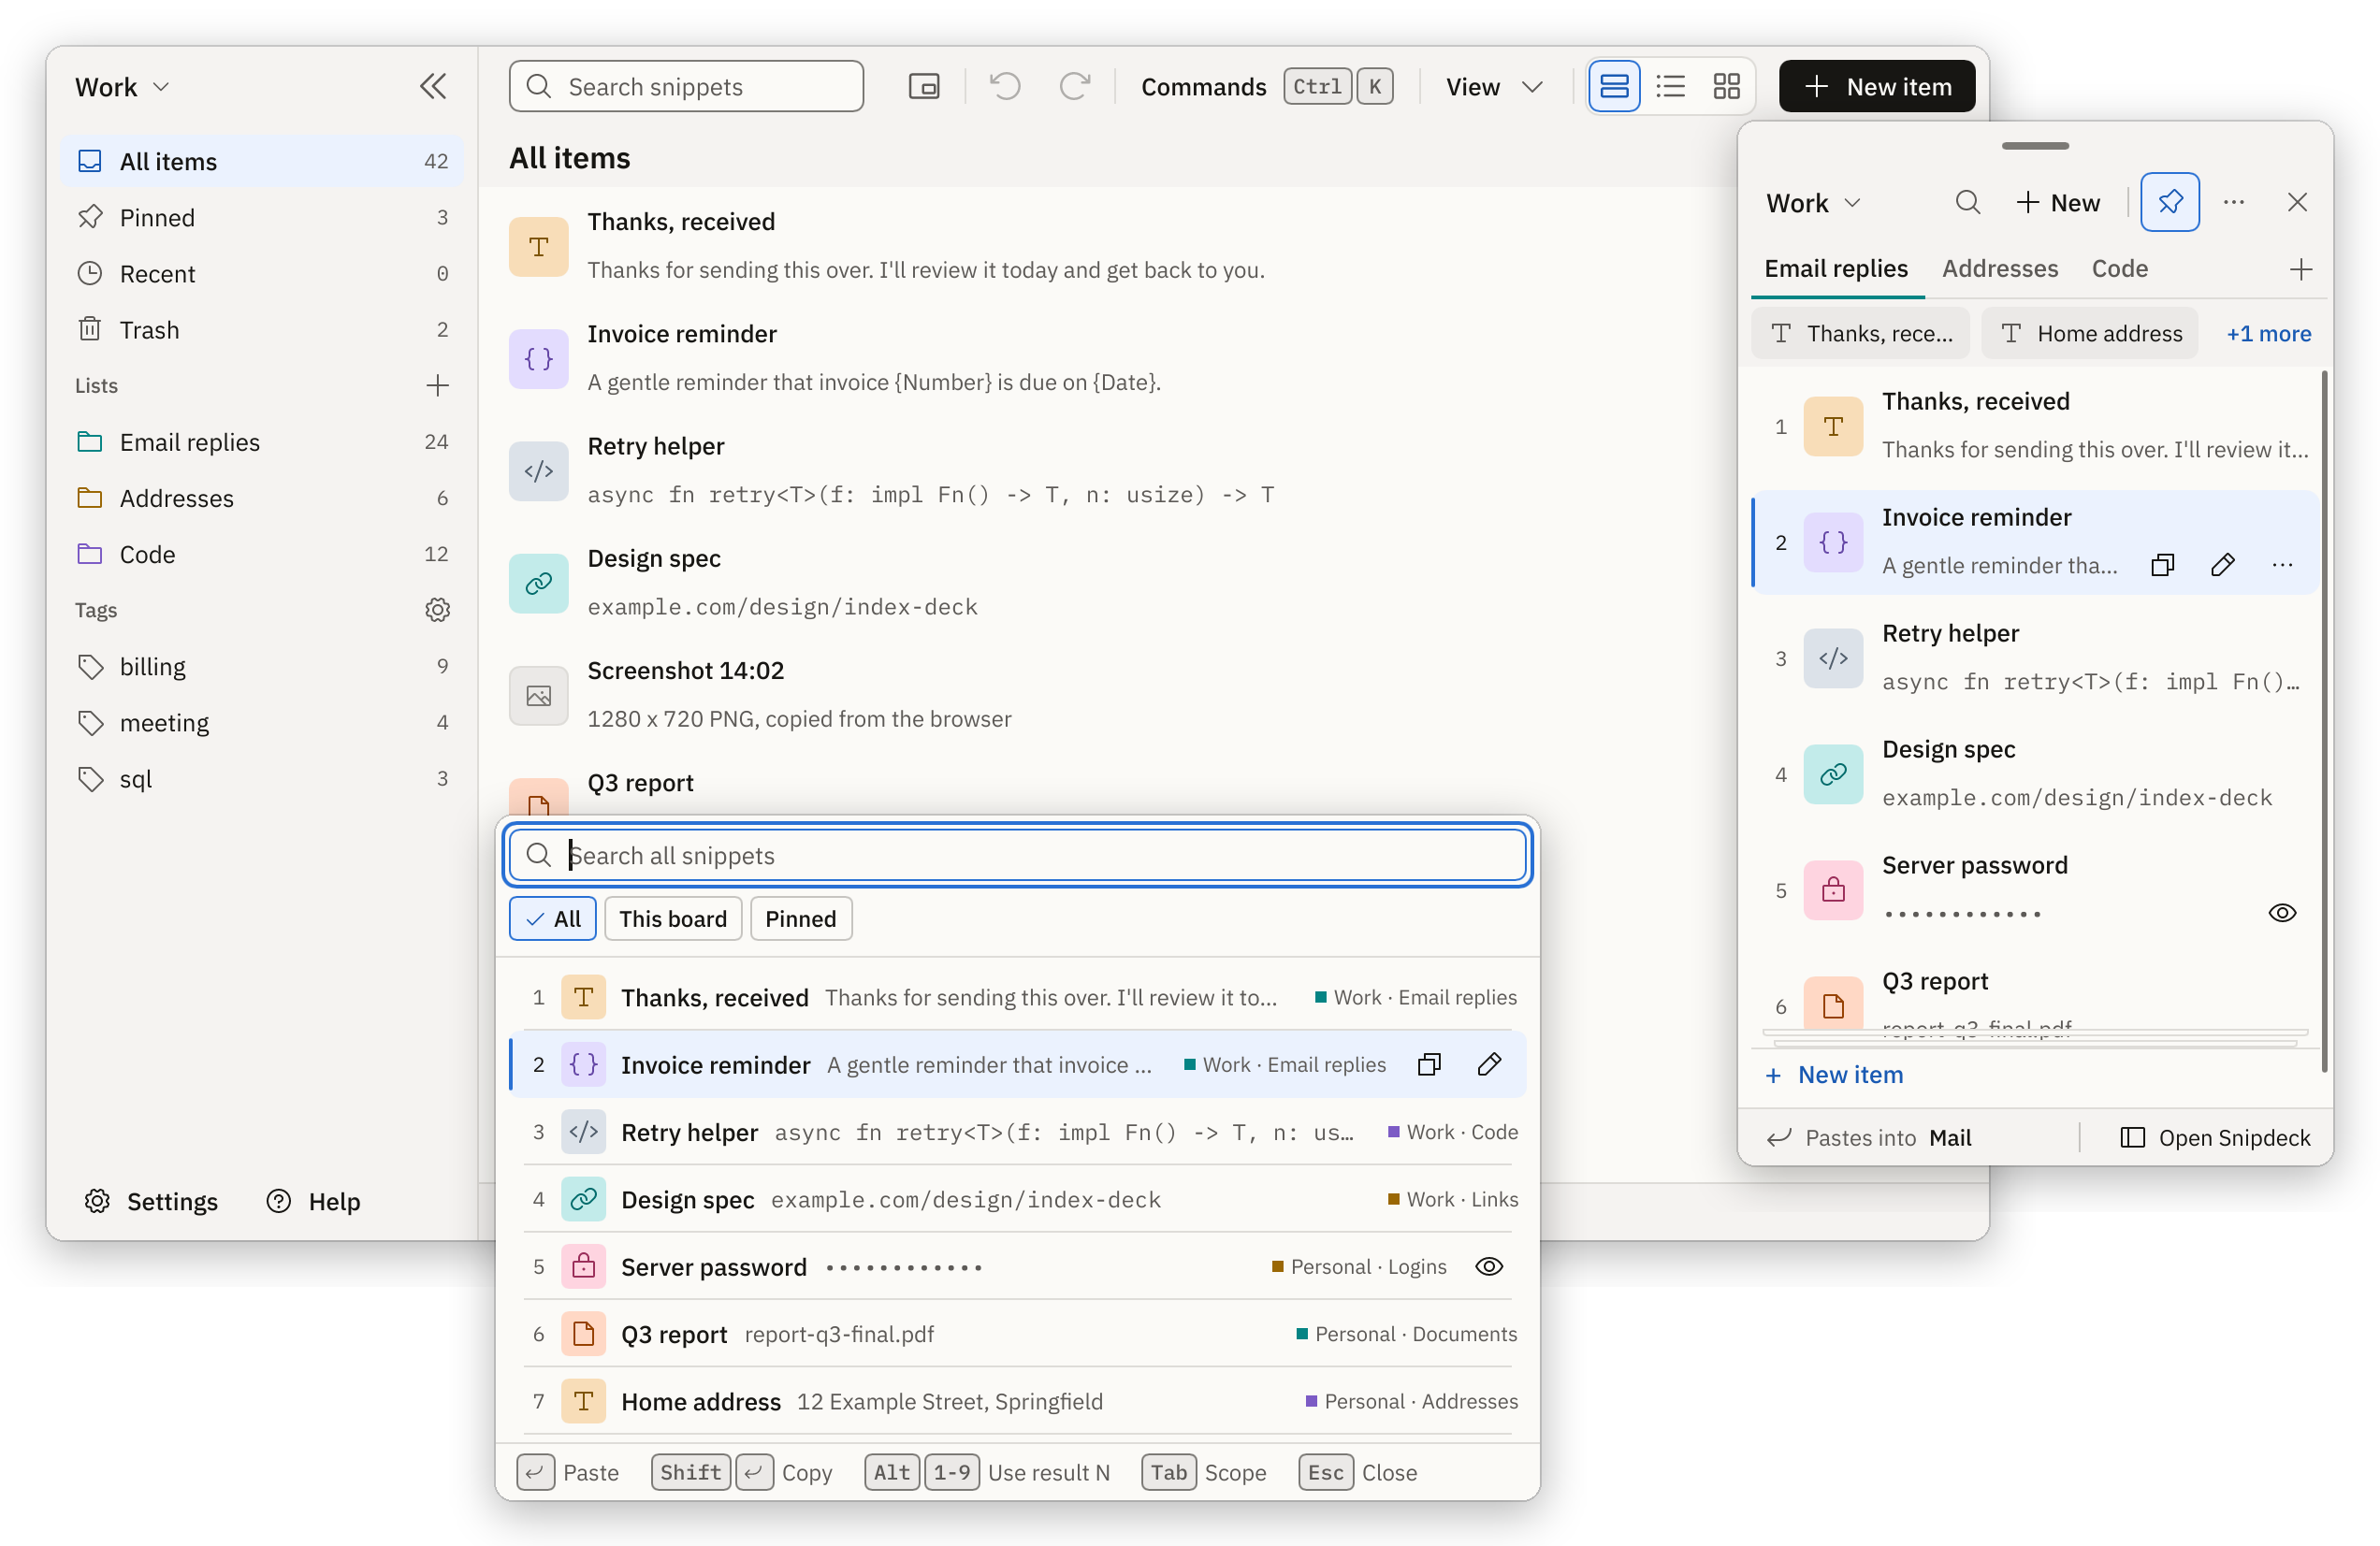 Work
Search snippets
Commands Ctrl K
View
New item
All items 42
Pinned 3
Recent 0
Trash 2
Lists
Email replies 24
Addresses 6
Code 12
Tags
billing 9
meeting 4
sql 3
Settings
Help
All items
Thanks, received
Thanks for sending this over. I'll review it today and get back to you.
Invoice reminder
A gentle reminder that invoice {Number} is due on {Date}.
Retry helper
async fn retry<T>(f: impl Fn() -> T, n: usize) -> T
Design spec
example.com/design/index-deck
Screenshot 14:02
1280 x 720 PNG, copied from the browser
Q3 report
Search all snippets
All
This board
Pinned
1 Thanks, received Thanks for sending this over. I'll review it to... Work · Email replies
2 Invoice reminder A gentle reminder that invoice ... Work · Email replies
3 Retry helper async fn retry<T>(f: impl Fn() -> T, n: us... Work · Code
4 Design spec example.com/design/index-deck Work · Links
5 Server password •••••••••••• Personal · Logins
6 Q3 report report-q3-final.pdf Personal · Documents
7 Home address 12 Example Street, Springfield Personal · Addresses
Paste Shift Copy Alt 1-9 Use result N Tab Scope Esc Close
Work
New
Email replies Addresses Code
Thanks, rece... Home address +1 more
1 Thanks, received
Thanks for sending this over. I'll review it...
2 Invoice reminder
A gentle reminder tha...
3 Retry helper
async fn retry<T>(f: impl Fn()...
4 Design spec
example.com/design/index-deck
5 Server password
••••••••••••
6 Q3 report
report-q3-final.pdf
+ New item
Pastes into Mail
Open Snipdeck